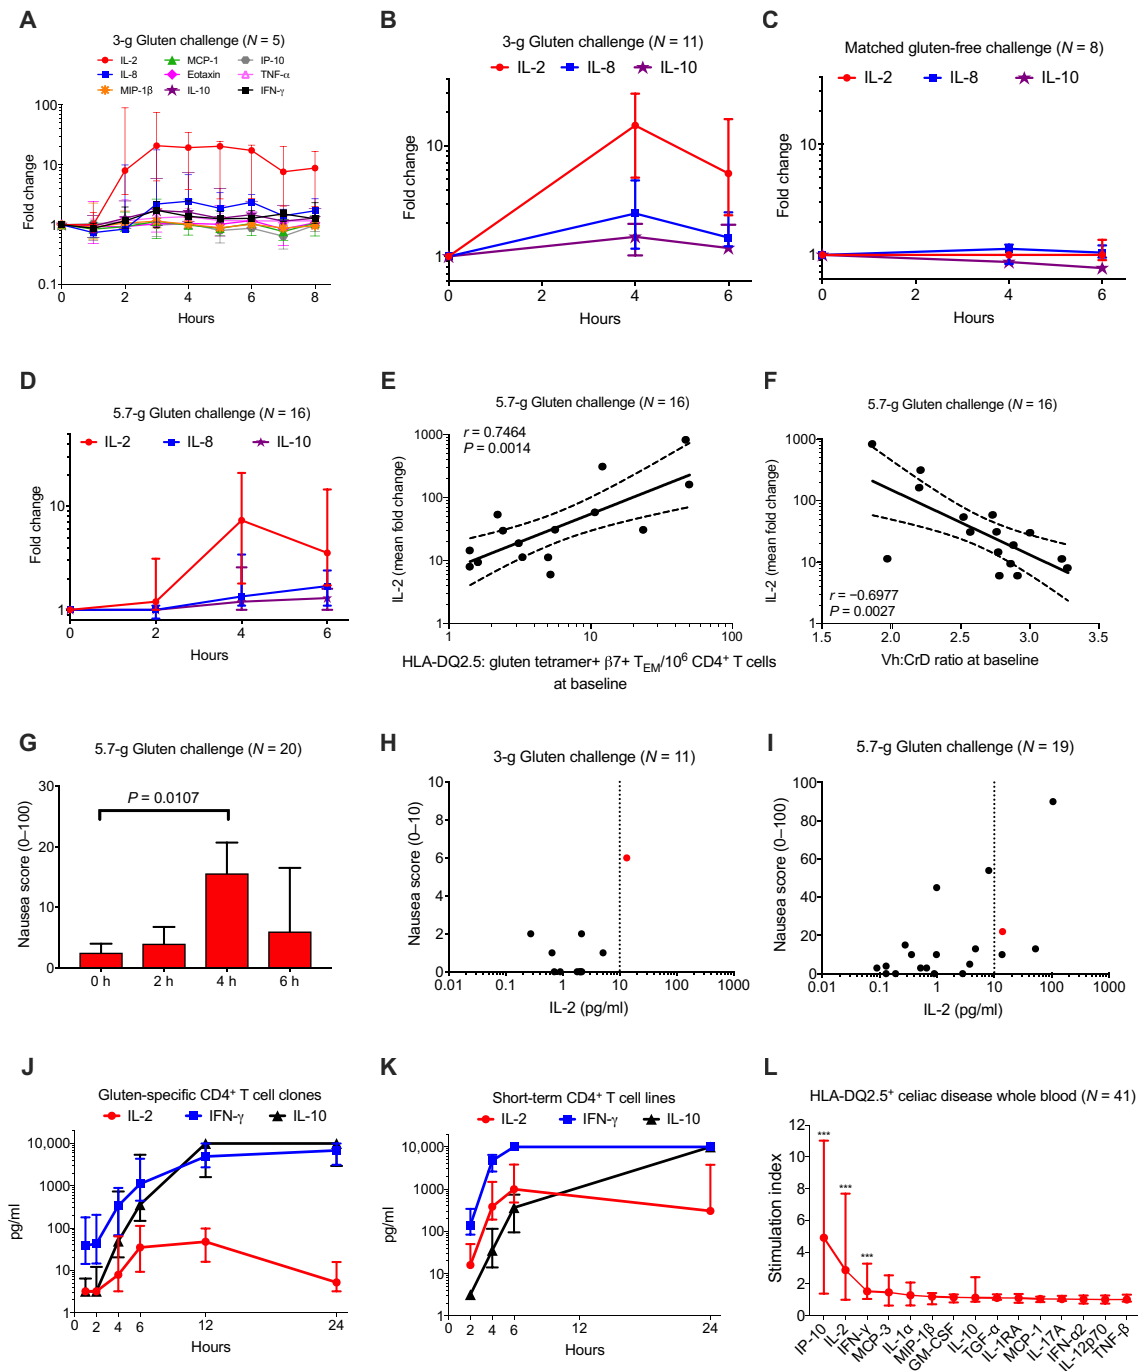 A
3-g Gluten challenge (N = 5)
IL-2 MCP-1 IP-10
IL-8 Eotaxin TNF-α
MIP-1β IL-10 IFN-γ
Fold change
100
10
1
0.1
0 2 4 6 8
Hours
B
3-g Gluten challenge (N = 11)
IL-2 IL-8 IL-10
Fold change
10
1
0 2 4 6
Hours
C
Matched gluten-free challenge (N = 8)
IL-2 IL-8 IL-10
Fold change
10
1
0 2 4 6
Hours
D
5.7-g Gluten challenge (N = 16)
IL-2 IL-8 IL-10
Fold change
10
1
0 2 4 6
Hours
E
5.7-g Gluten challenge (N = 16)
r = 0.7464
P = 0.0014
IL-2 (mean fold change)
1000
100
10
1
1 10 100
HLA-DQ2.5: gluten tetramer+ β7+ TEM/10⁶ CD4⁺ T cells
at baseline
F
5.7-g Gluten challenge (N = 16)
IL-2 (mean fold change)
1000
100
10
1
r = −0.6977
P = 0.0027
1.5 2.0 2.5 3.0 3.5
Vh:CrD ratio at baseline
G
5.7-g Gluten challenge (N = 20)
P = 0.0107
Nausea score (0–100)
30
20
10
0
0 h 2 h 4 h 6 h
H
3-g Gluten challenge (N = 11)
Nausea score (0–10)
10
8
6
4
2
0
0.01 0.1 1 10 100 1000
IL-2 (pg/ml)
I
5.7-g Gluten challenge (N = 19)
Nausea score (0–100)
100
80
60
40
20
0
0.01 0.1 1 10 100 1000
IL-2 (pg/ml)
J
Gluten-specific CD4⁺ T cell clones
IL-2 IFN-γ IL-10
pg/ml
10,000
1000
100
10
1
0 2 4 6 12 24
Hours
K
Short-term CD4⁺ T cell lines
IL-2 IFN-γ IL-10
pg/ml
10,000
1000
100
10
1
0 2 4 6 12 24
Hours
L
HLA-DQ2.5⁺ celiac disease whole blood (N = 41)
Stimulation index
12
10
8
6
4
2
0
***
***
***
IP-10
IL-2
IFN-γ
MCP-3
IL-1α
MIP-1β
GM-CSF
IL-10
TGF-α
IL-1RA
MCP-1
IL-17A
IFN-α2
IL-12p70
TNF-β